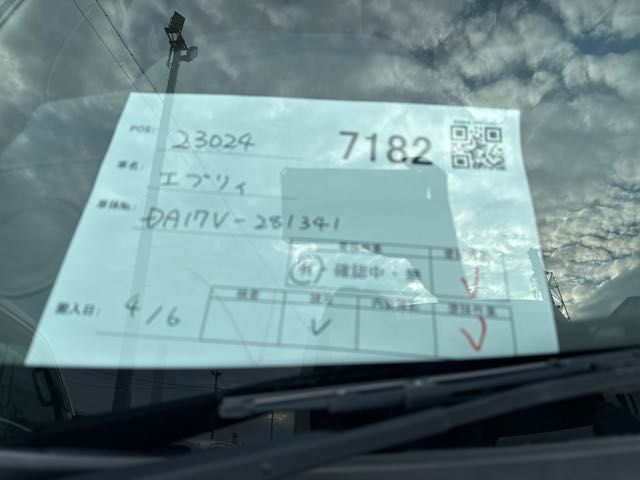 POS: 23024 7182
車名: エブリィ
車体No. DA17V-281341
有・確認中・無
搬入日: 4/6